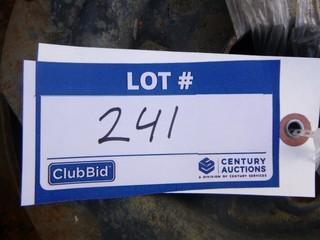 LOT #
241
ClubBid
CENTURY
AUCTIONS
A DIVISION OF CENTURY SERVICES